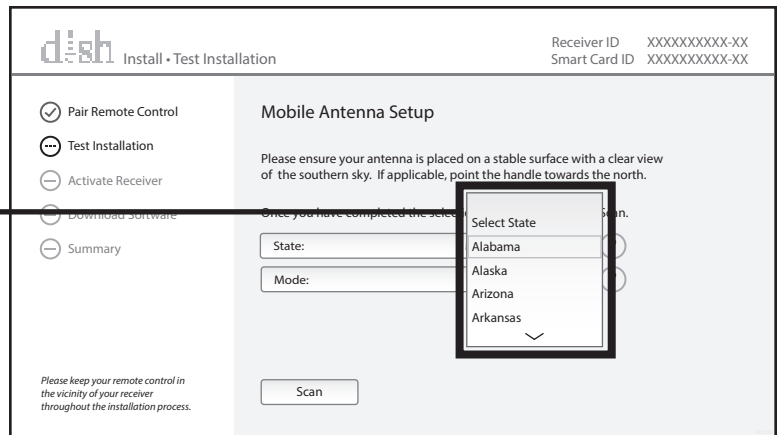 dish Install • Test Installation
Receiver ID XXXXXXXXXX-XX
Smart Card ID XXXXXXXXXX-XX
Pair Remote Control
Test Installation
Activate Receiver
Download Software
Summary
Please keep your remote control in
the vicinity of your receiver
throughout the installation process.
Mobile Antenna Setup
Please ensure your antenna is placed on a stable surface with a clear view
of the southern sky. If applicable, point the handle towards the north.
Once you have completed the Scan.
State:
Mode:
Select State
Alabama
Alaska
Arizona
Arkansas
Scan